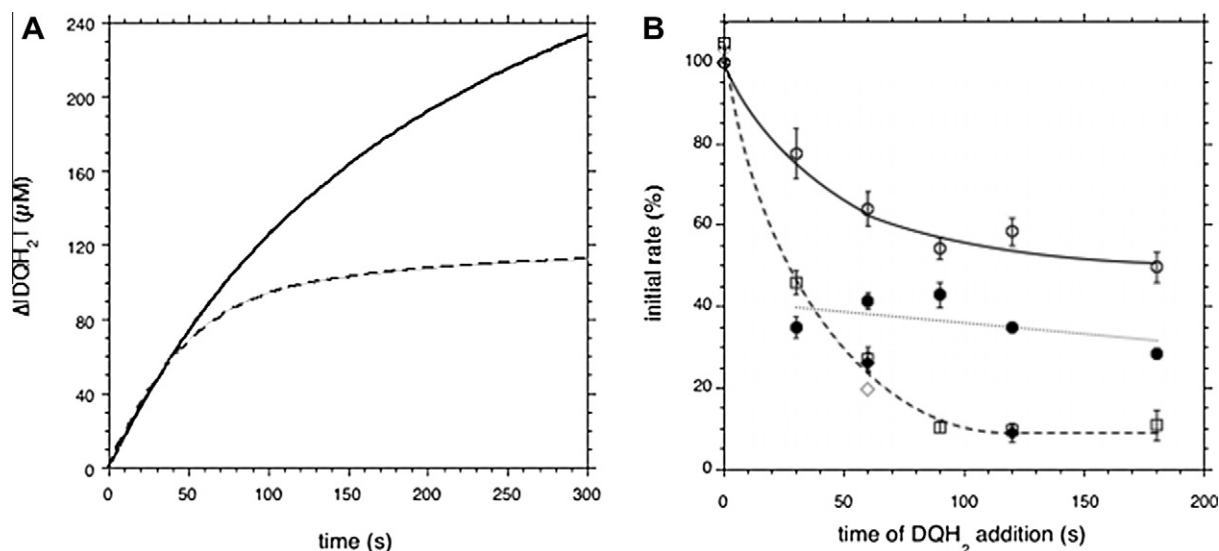 A
Δ[DQH₂] (µM)
240
200
160
120
80
40
0
0 50 100 150 200 250 300
time (s)
B
initial rate (%)
100
80
60
40
20
0
0 50 100 150 200
time of DQH₂ addition (s)